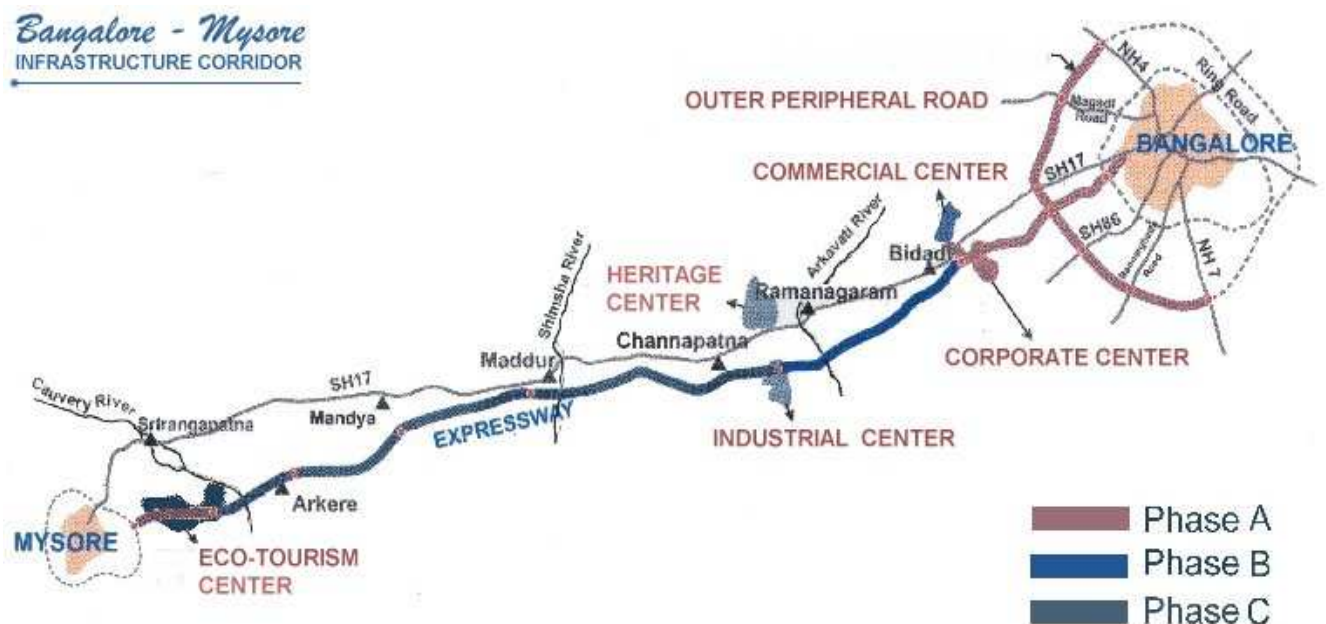 Bangalore - Mysore
INFRASTRUCTURE CORRIDOR
OUTER PERIPHERAL ROAD
NH4
Ring Road
Magadi
Road
BANGALORE
COMMERCIAL CENTER
SH17
SH86
Road
NH 7
Arkavati River
Bidadi
Shimsha River
HERITAGE
CENTER
Ramanagaram
CORPORATE CENTER
Channapatna
Maddur
SH17
Cauvery River
Srirangapatna
Mandya
EXPRESSWAY
INDUSTRIAL CENTER
Arkere
MYSORE
ECO-TOURISM
CENTER
Phase A
Phase B
Phase C